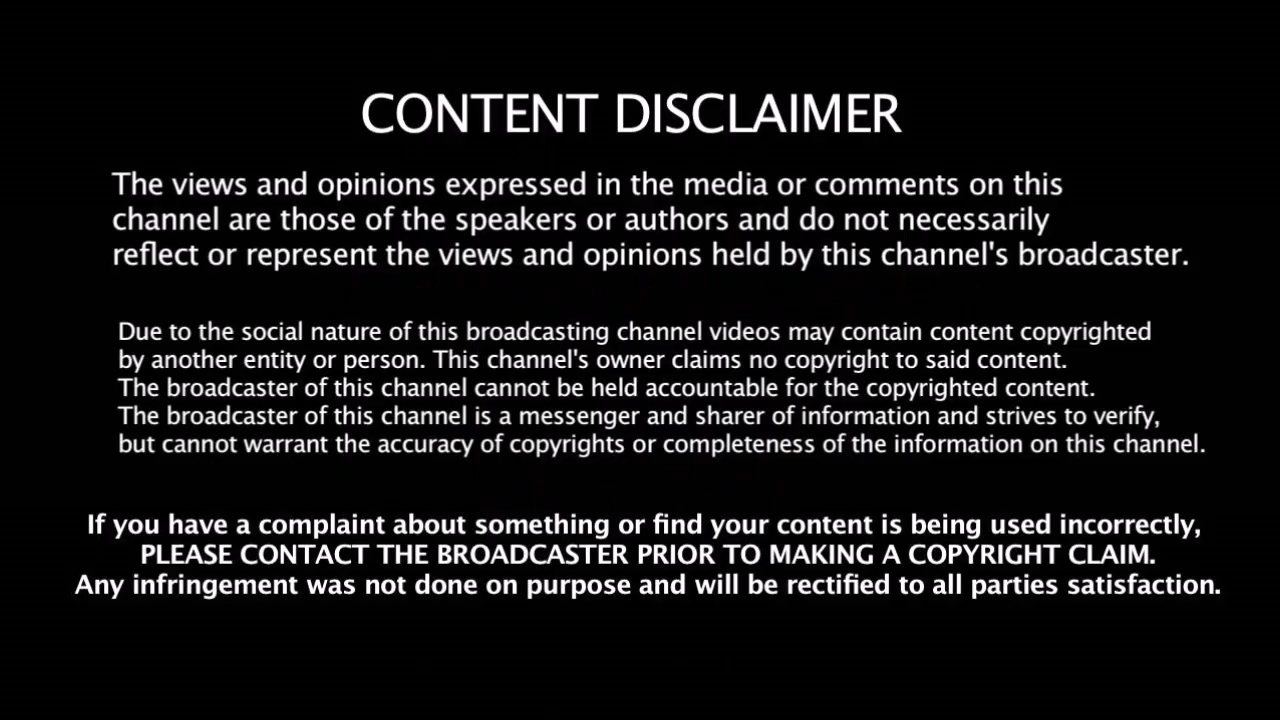 CONTENT DISCLAIMER
The views and opinions expressed in the media or comments on this
channel are those of the speakers or authors and do not necessarily
reflect or represent the views and opinions held by this channel's broadcaster.
Due to the social nature of this broadcasting channel videos may contain content copyrighted
by another entity or person. This channel's owner claims no copyright to said content.
The broadcaster of this channel cannot be held accountable for the copyrighted content.
The broadcaster of this channel is a messenger and sharer of information and strives to verify,
but cannot warrant the accuracy of copyrights or completeness of the information on this channel.
If you have a complaint about something or find your content is being used incorrectly,
PLEASE CONTACT THE BROADCASTER PRIOR TO MAKING A COPYRIGHT CLAIM.
Any infringement was not done on purpose and will be rectified to all parties satisfaction.